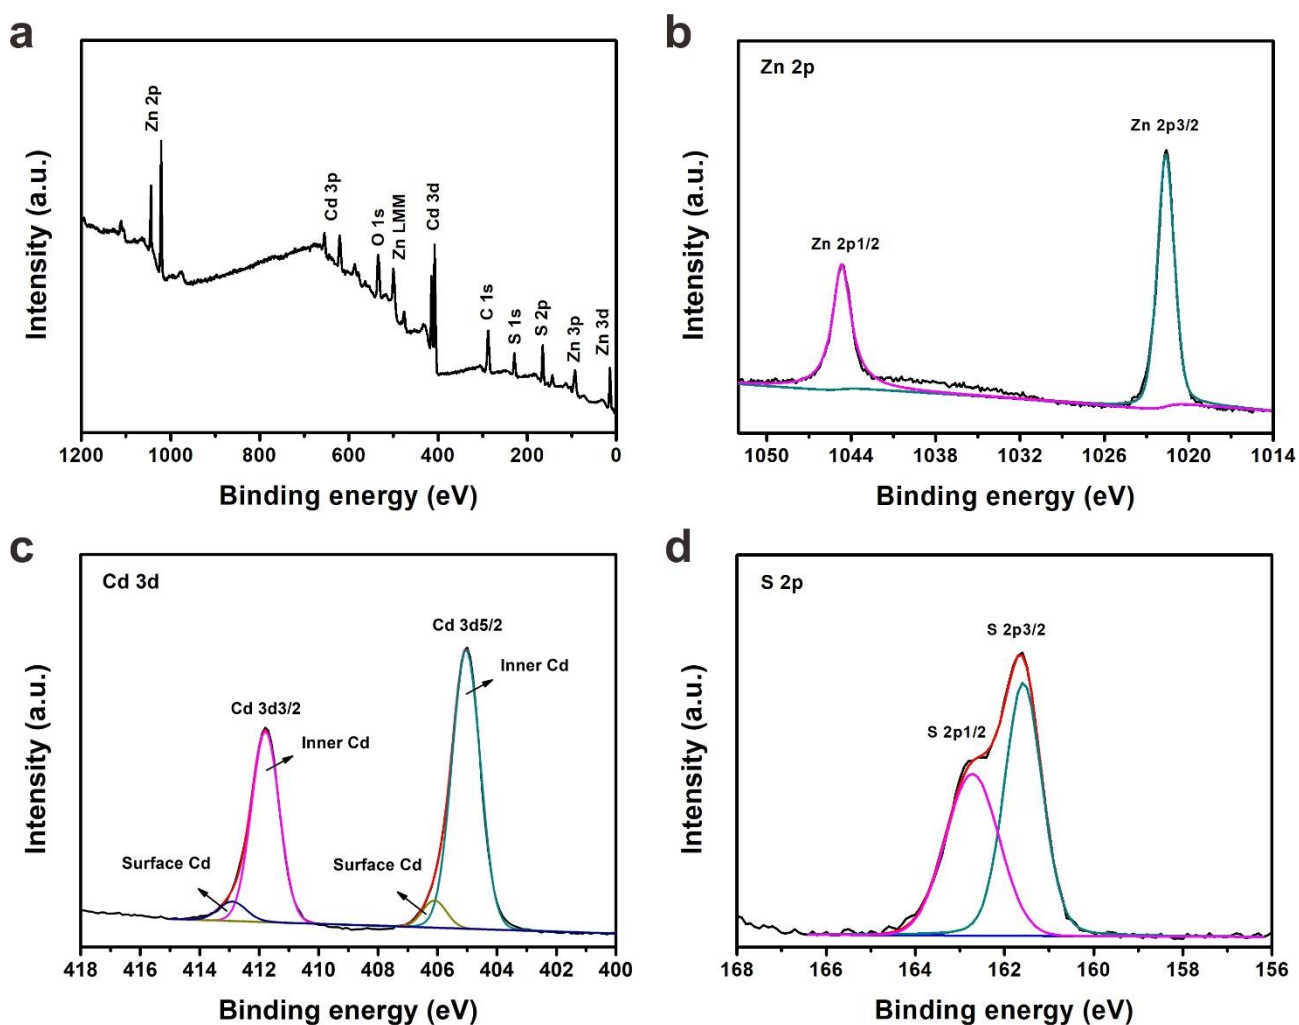 a
Zn 2p
Cd 3p
O 1s
Zn LMM
Cd 3d
C 1s
S 1s
S 2p
Zn 3p
Zn 3d
Intensity (a.u.)
1200 1000 800 600 400 200 0
Binding energy (eV)
b
Zn 2p
Zn 2p3/2
Zn 2p1/2
Intensity (a.u.)
1050 1044 1038 1032 1026 1020 1014
Binding energy (eV)
c
Cd 3d
Cd 3d5/2
Inner Cd
Cd 3d3/2
Inner Cd
Surface Cd
Surface Cd
Intensity (a.u.)
418 416 414 412 410 408 406 404 402 400
Binding energy (eV)
d
S 2p
S 2p3/2
S 2p1/2
Intensity (a.u.)
168 166 164 162 160 158 156
Binding energy (eV)